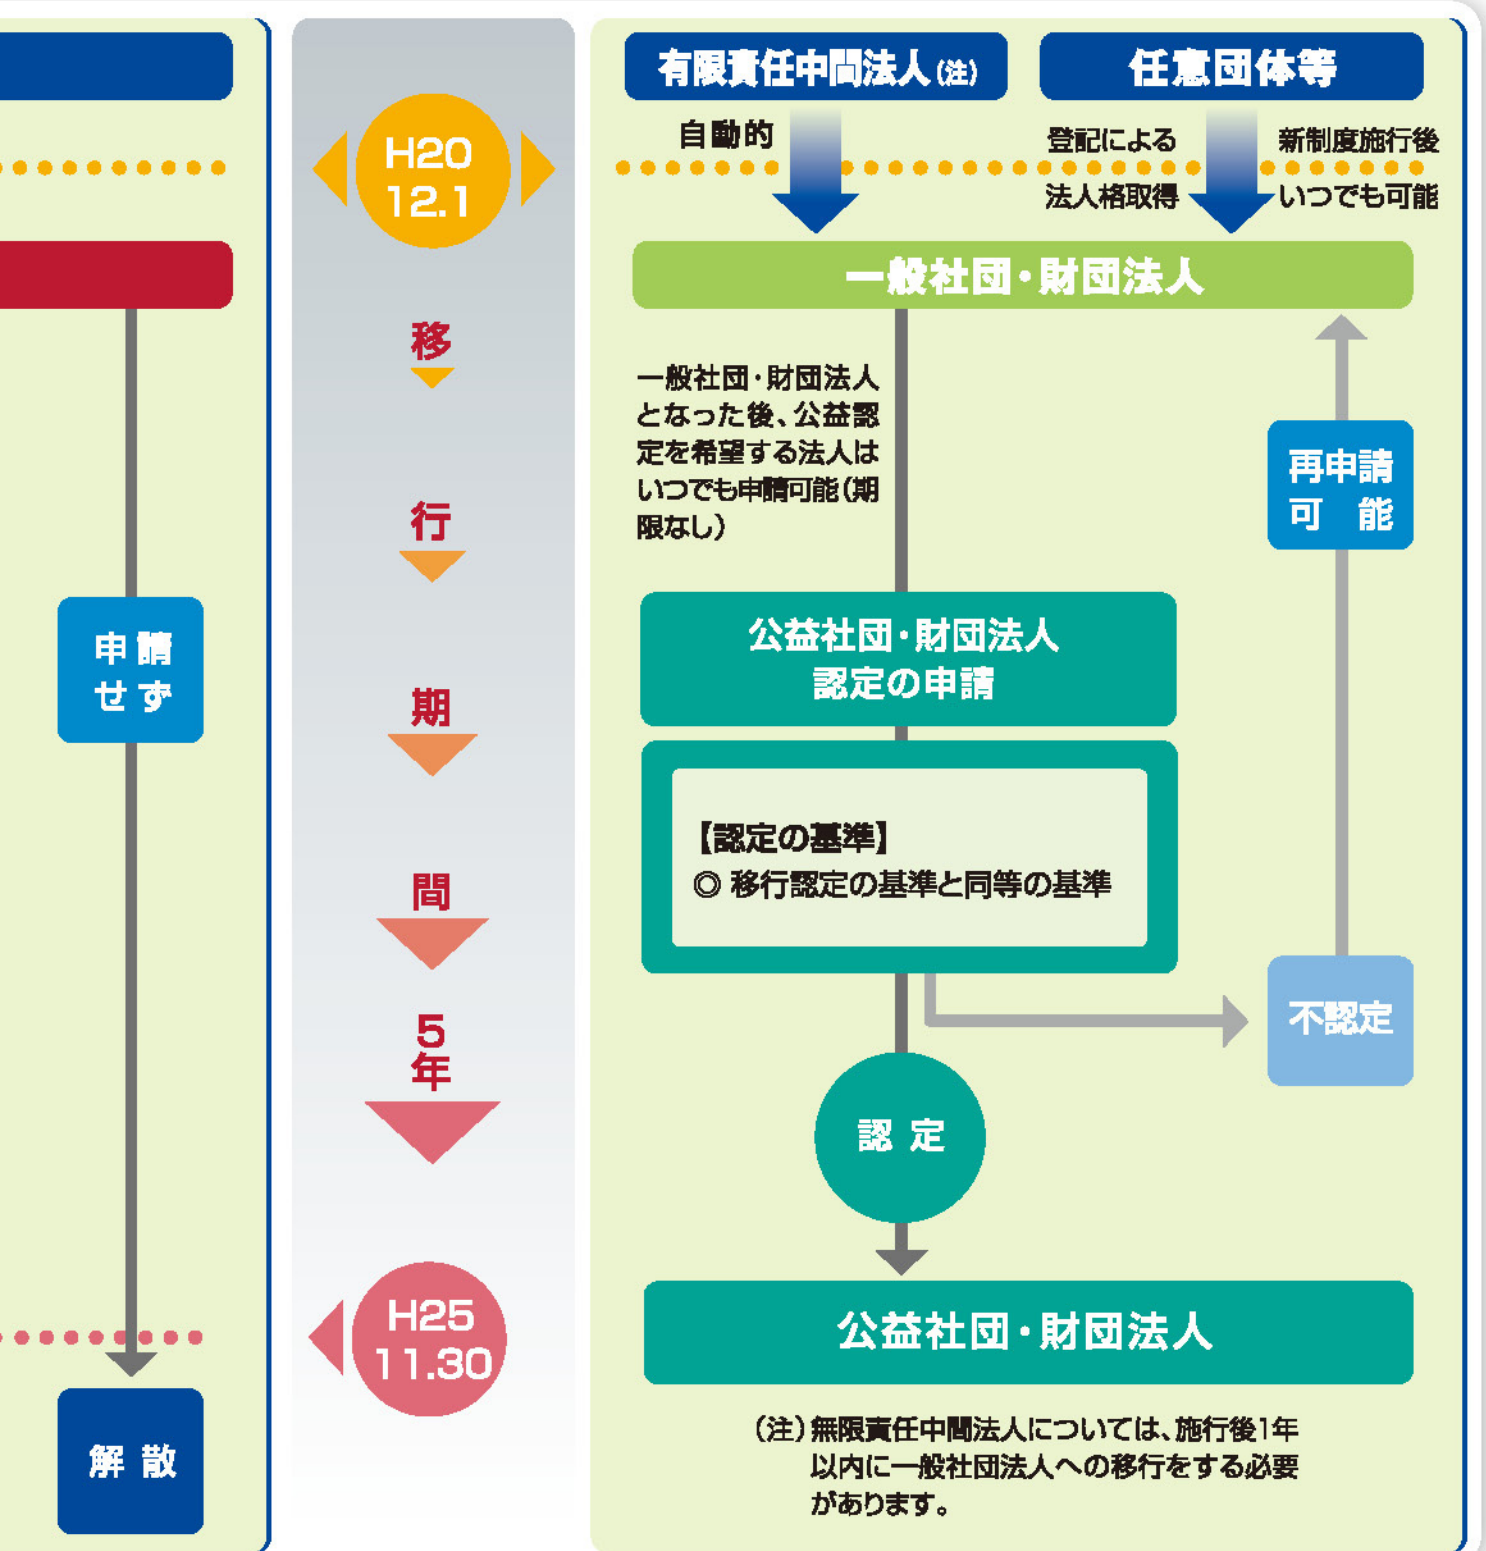 申請
せず
解散
H20
12.1
移
行
期
間
5
年
H25
11.30
有限責任中間法人(注)
任意団体等
自動的
登記による
法人格取得
新制度施行後
いつでも可能
一般社団・財団法人
一般社団・財団法人
となった後、公益認
定を希望する法人は
いつでも申請可能(期
限なし)
再申請
可能
公益社団・財団法人
認定の申請
【認定の基準】
◎ 移行認定の基準と同等の基準
不認定
認定
公益社団・財団法人
(注)無限責任中間法人については、施行後1年
以内に一般社団法人への移行をする必要
があります。